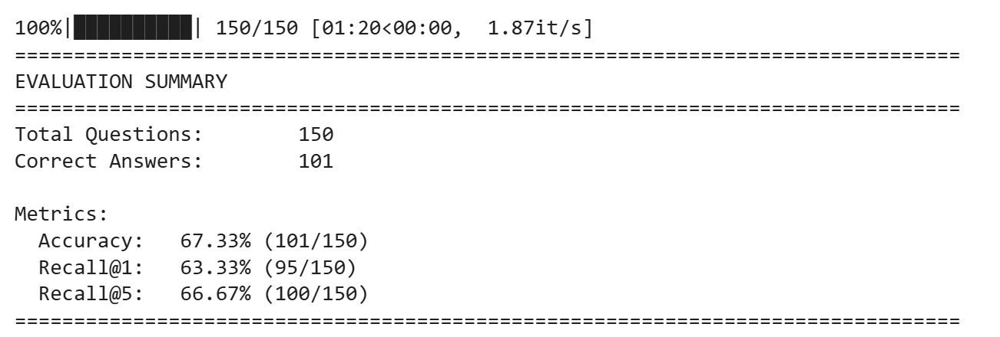 100%|██████████| 150/150 [01:20<00:00,  1.87it/s]
================================================================================
EVALUATION SUMMARY
================================================================================
Total Questions:        150
Correct Answers:        101

Metrics:
  Accuracy:   67.33% (101/150)
  Recall@1:   63.33% (95/150)
  Recall@5:   66.67% (100/150)
================================================================================